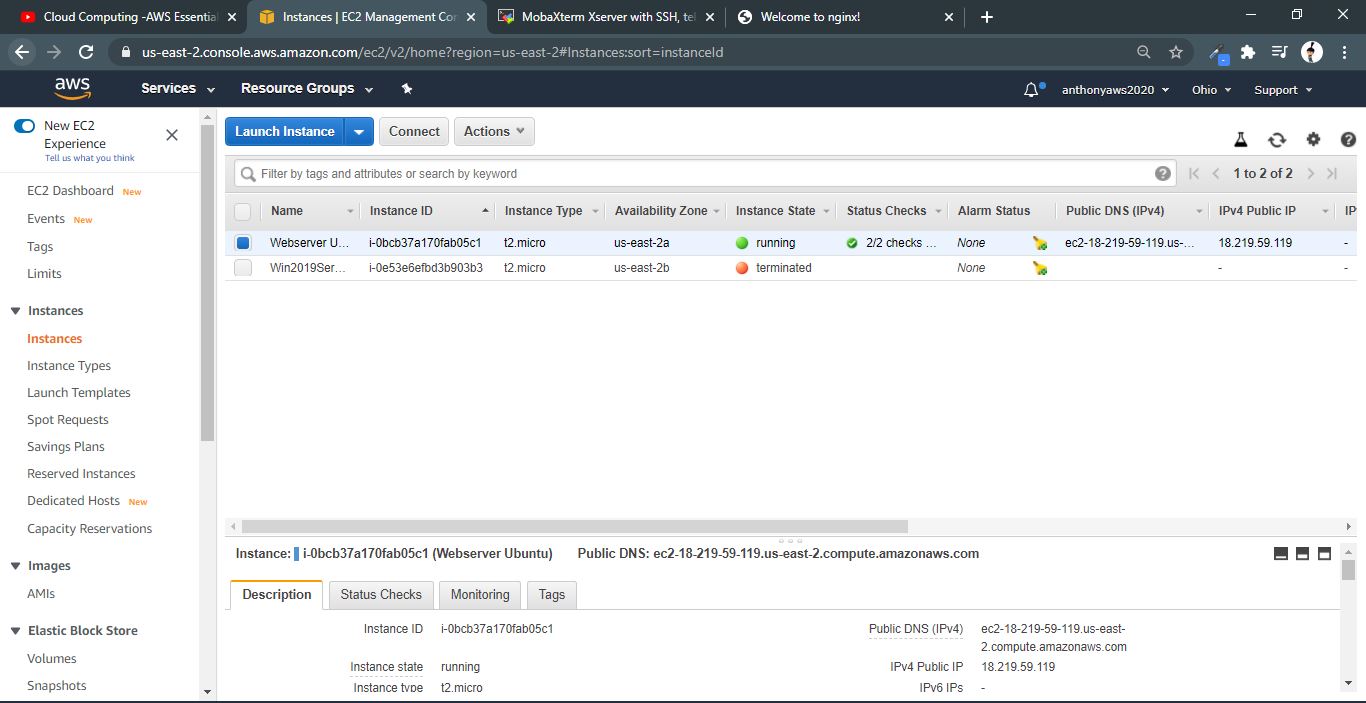 Cloud Computing -AWS Essential
Instances | EC2 Management Con
MobaXterm Xserver with SSH, tel
Welcome to nginx!
us-east-2.console.aws.amazon.com/ec2/v2/home?region=us-east-2#Instances:sort=instanceId
aws Services Resource Groups anthonyaws2020 Ohio Support
New EC2
Experience
Tell us what you think
EC2 Dashboard New
Events New
Tags
Limits
Instances
Instances
Instance Types
Launch Templates
Spot Requests
Savings Plans
Reserved Instances
Dedicated Hosts New
Capacity Reservations
Images
AMIs
Elastic Block Store
Volumes
Snapshots
Launch Instance Connect Actions
Filter by tags and attributes or search by keyword 1 to 2 of 2
Name Instance ID Instance Type Availability Zone Instance State Status Checks Alarm Status Public DNS (IPv4) IPv4 Public IP IP
Webserver U... i-0bcb37a170fab05c1 t2.micro us-east-2a running 2/2 checks ... None ec2-18-219-59-119.us-... 18.219.59.119 -
Win2019Ser... i-0e53e6efbd3b903b3 t2.micro us-east-2b terminated None - -
Instance: i-0bcb37a170fab05c1 (Webserver Ubuntu) Public DNS: ec2-18-219-59-119.us-east-2.compute.amazonaws.com
Description Status Checks Monitoring Tags
Instance ID i-0bcb37a170fab05c1 Public DNS (IPv4) ec2-18-219-59-119.us-east-
2.compute.amazonaws.com
Instance state running IPv4 Public IP 18.219.59.119
Instance type t2.micro IPv6 IPs -